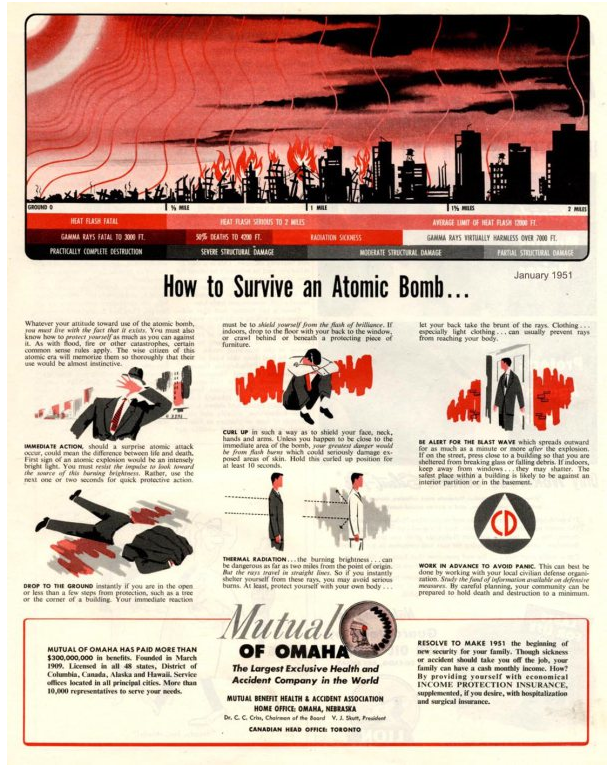 GROUND 0
½ MILE
1 MILE
1½ MILES
2 MILES
HEAT FLASH FATAL
HEAT FLASH SERIOUS TO 2 MILES
AVERAGE LIMIT OF HEAT FLASH 12000 FT.
GAMMA RAYS FATAL TO 3000 FT.
50% DEATHS TO 4200 FT.
RADIATION SICKNESS
GAMMA RAYS VIRTUALLY HARMLESS OVER 7000 FT.
PRACTICALLY COMPLETE DESTRUCTION
SEVERE STRUCTURAL DAMAGE
MODERATE STRUCTURAL DAMAGE
PARTIAL STRUCTURAL DAMAGE
January 1951
How to Survive an Atomic Bomb...
Whatever your attitude toward use of the atomic bomb,
you must live with the fact that it exists. You must also
know how to protect yourself as much as you can against
it. As with flood, fire or other catastrophes, certain
common sense rules apply. The wise citizen of this
atomic era will memorize them so thoroughly that their
use would be almost instinctive.
IMMEDIATE ACTION, should a surprise atomic attack
occur, could mean the difference between life and death.
First sign of an atomic explosion would be an intensely
bright light. You must resist the impulse to look toward
the source of this burning brightness. Rather, use the
next one or two seconds for quick protective action.
DROP TO THE GROUND instantly if you are in the open
or less than a few steps from protection, such as a tree
or the corner of a building. Your immediate reaction
must be to shield yourself from the flash of brilliance. If
indoors, drop to the floor with your back to the window,
or crawl behind or beneath a protecting piece of
furniture.
CURL UP in such a way as to shield your face, neck,
hands and arms. Unless you happen to be close to the
immediate area of the bomb, your greatest danger would
be from flash burns which could seriously damage ex-
posed areas of skin. Hold this curled up position for
at least 10 seconds.
THERMAL RADIATION...the burning brightness...can
be dangerous as far as two miles from the point of origin.
But the rays travel in straight lines. So if you instantly
shelter yourself from these rays, you may avoid serious
burns. At least, protect yourself with your own body...
let your back take the brunt of the rays. Clothing...
especially light clothing...can usually prevent rays
from reaching your body.
BE ALERT FOR THE BLAST WAVE which spreads outward
for as much as a minute or more after the explosion.
If on the street, press close to a building so that you are
sheltered from breaking glass or falling debris. If indoors,
keep away from windows...they may shatter. The
safest place within a building is likely to be against an
interior partition or in the basement.
CD
WORK IN ADVANCE TO AVOID PANIC. This can best be
done by working with your local civilian defense organi-
zation. Study the fund of information available on defensive
measures. By careful planning, your community can be
prepared to hold death and destruction to a minimum.
MUTUAL OF OMAHA HAS PAID MORE THAN
$300,000,000 in benefits. Founded in March
1909. Licensed in all 48 states, District of
Columbia, Canada, Alaska and Hawaii. Service
offices located in all principal cities. More than
10,000 representatives to serve your needs.
Mutual
OF OMAHA
The Largest Exclusive Health and
Accident Company in the World
MUTUAL BENEFIT HEALTH & ACCIDENT ASSOCIATION
HOME OFFICE: OMAHA, NEBRASKA
Dr. C. C. Criss, Chairman of the Board V. J. Skutt, President
CANADIAN HEAD OFFICE: TORONTO
RESOLVE TO MAKE 1951 the beginning of
new security for your family. Though sickness
or accident should take you off the job, your
family can have a cash monthly income. How?
By providing yourself with economical
INCOME PROTECTION INSURANCE,
supplemented, if you desire, with hospitalization
and surgical insurance.